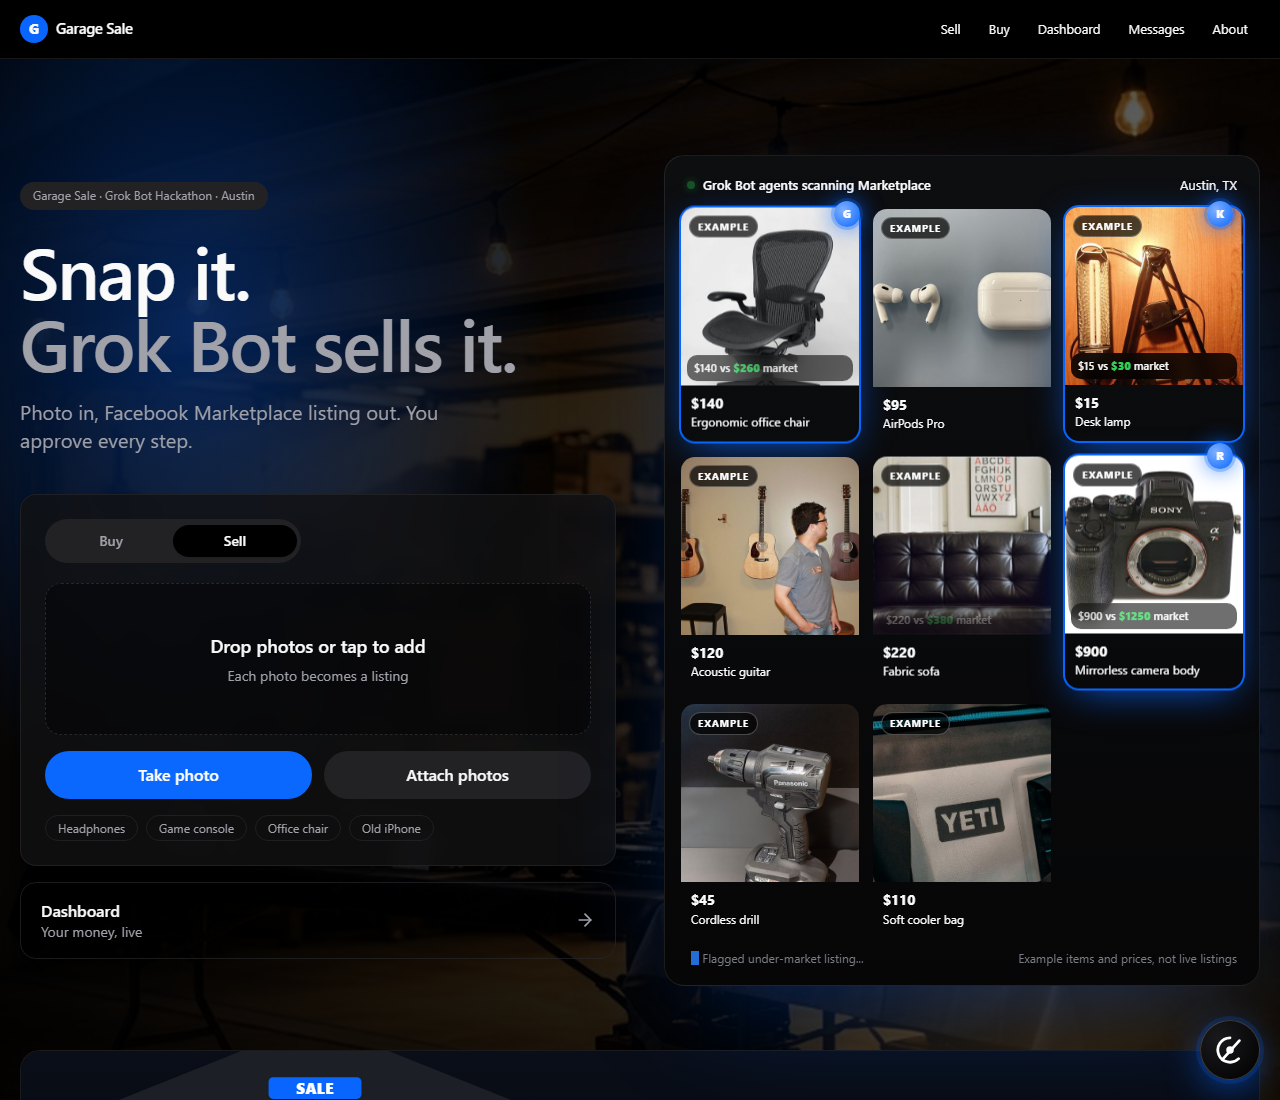 G Garage Sale
Sell Buy Dashboard Messages About
Garage Sale · Grok Bot Hackathon · Austin
Snap it.
Grok Bot sells it.
Photo in, Facebook Marketplace listing out. You
approve every step.
Buy Sell
Drop photos or tap to add
Each photo becomes a listing
Take photo Attach photos
Headphones Game console Office chair Old iPhone
Dashboard
Your money, live
Grok Bot agents scanning Marketplace Austin, TX
EXAMPLE G
$140 vs $260 market
$140
Ergonomic office chair
EXAMPLE
$95
AirPods Pro
EXAMPLE K
$15 vs $30 market
$15
Desk lamp
EXAMPLE
$120
Acoustic guitar
EXAMPLE
ABCDE
FGHIJK
LMNOP
QRSTU
VWXYZ
ÅÄÖ
$220 vs $380 market
$220
Fabric sofa
EXAMPLE R
SONY
α
$900 vs $1250 market
$900
Mirrorless camera body
EXAMPLE
Panasonic
$45
Cordless drill
EXAMPLE
YETI
$110
Soft cooler bag
Flagged under-market listing...
Example items and prices, not live listings
SALE